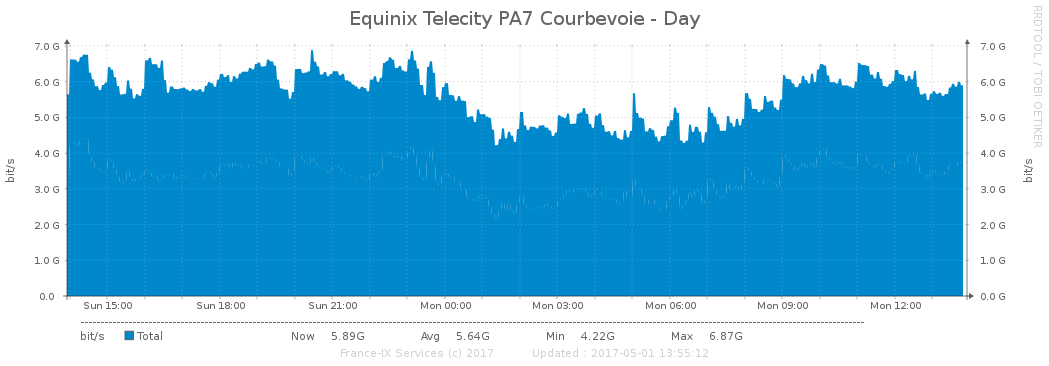 Equinix Telecity PA7 Courbevoie - Day
RRDTOOL / TOBI OETIKER
7.0 G 7.0 G
6.0 G 6.0 G
5.0 G 5.0 G
4.0 G 4.0 G
3.0 G 3.0 G
2.0 G 2.0 G
1.0 G 1.0 G
0.0 0.0 G
bit/s
bit/s
Sun 15:00 Sun 18:00 Sun 21:00 Mon 00:00 Mon 03:00 Mon 06:00 Mon 09:00 Mon 12:00
bit/s Total Now 5.89G Avg 5.64G Min 4.22G Max 6.87G
France-IX Services (c) 2017 Updated : 2017-05-01 13:55:12